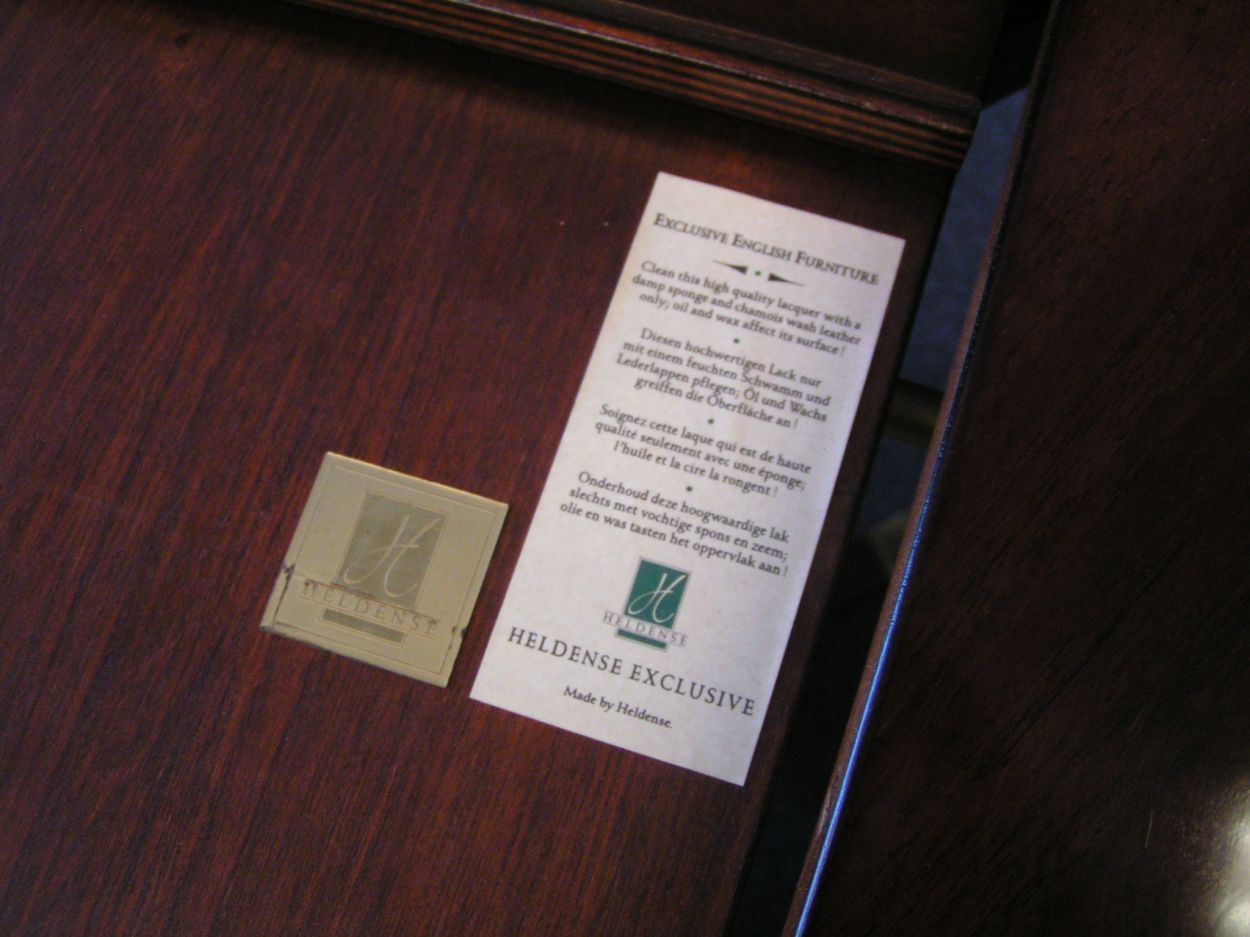 EXCLUSIVE ENGLISH FURNITURE
Clean this high quality lacquer with a
damp sponge and chamois wash leather
only; oil and wax affect its surface!
Diesen hochwertigen Lack nur
mit einem feuchten Schwamm und
Lederlappen pflegen; Öl und Wachs
greiffen die Oberfläche an!
Soignez cette laque qui est de haute
qualité seulement avec une éponge;
l'huile et la cire la rongent!
Onderhoud deze hoogwaardige lak
slechts met vochtige spons en zeem;
olie en was tasten het oppervlak aan!
H
HELDENSE
HELDENSE EXCLUSIVE
Made by Heldense.
H
HELDENSE